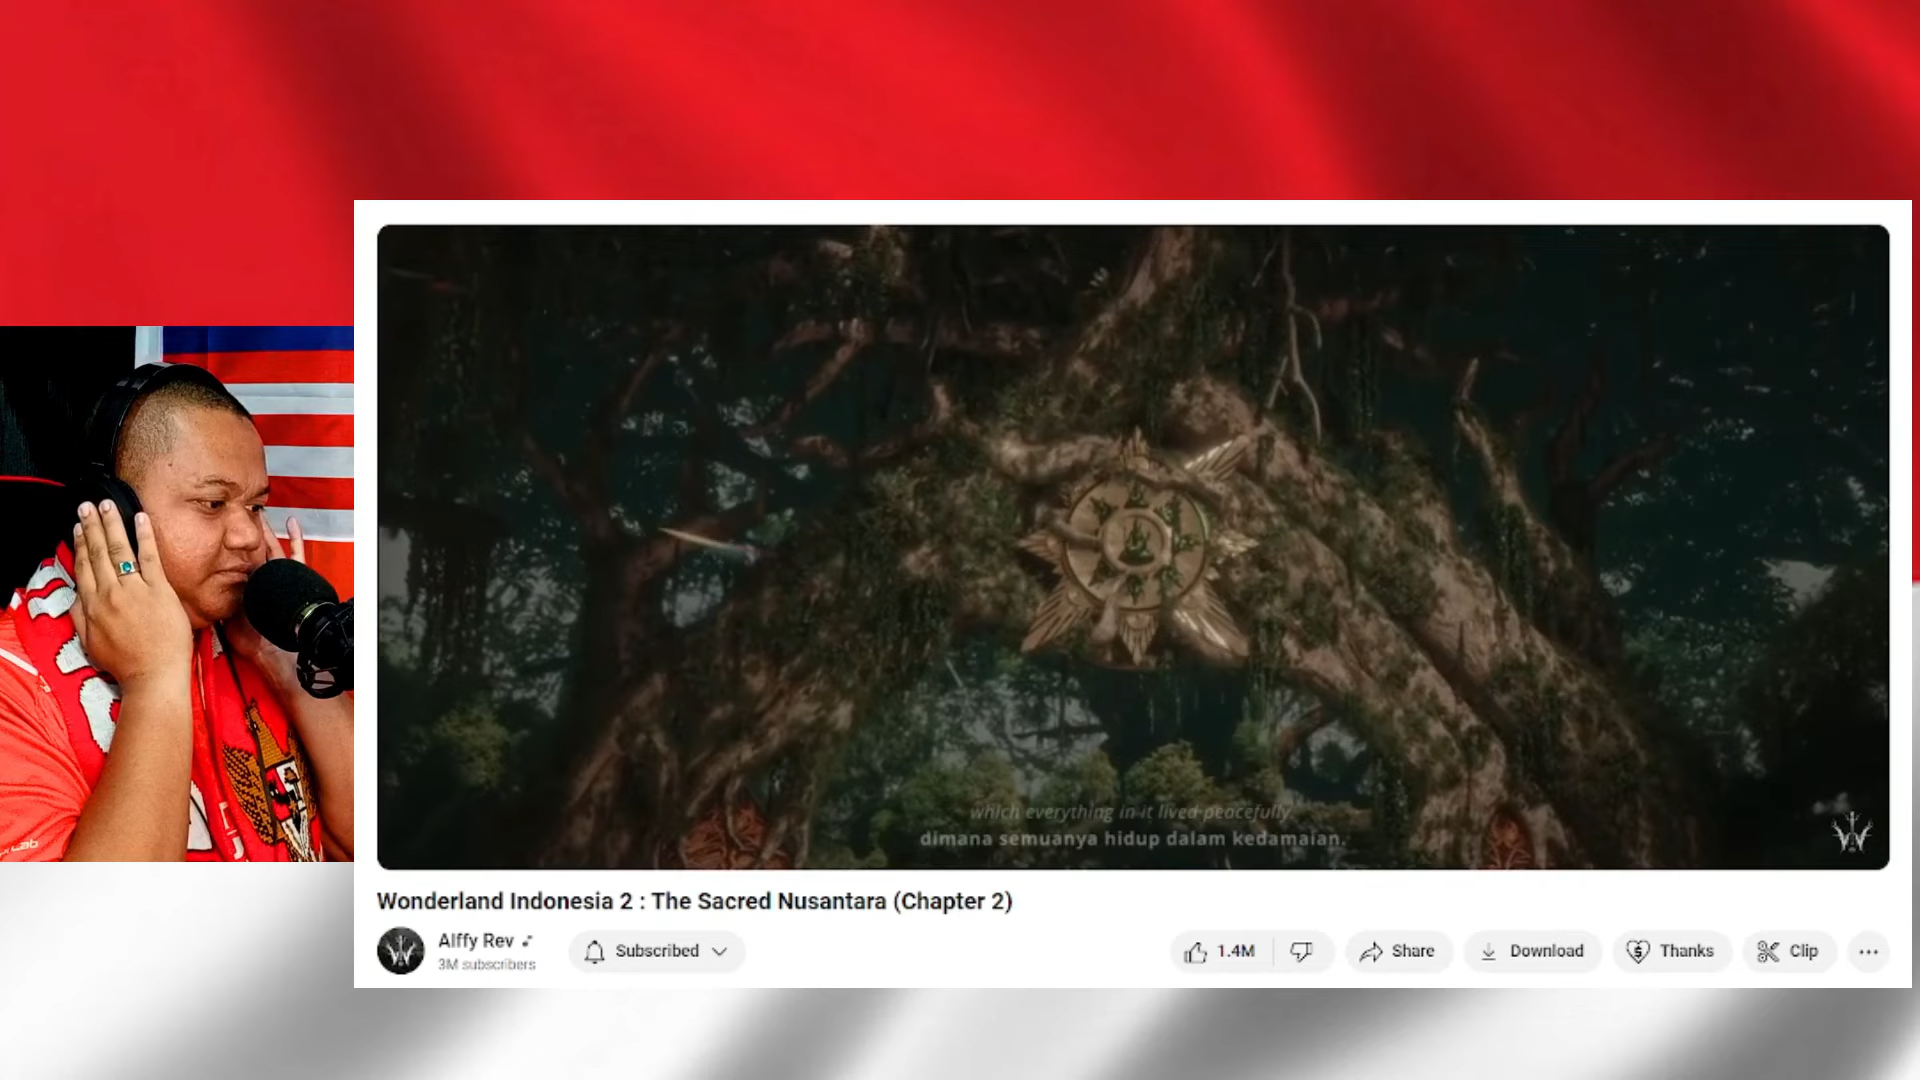 which everything in it lived peacefully.
dimana semuanya hidup dalam kedamaian.
Wonderland Indonesia 2 : The Sacred Nusantara (Chapter 2)
Alffy Rev
3M subscribers
Subscribed
1.4M
Share
Download
Thanks
Clip